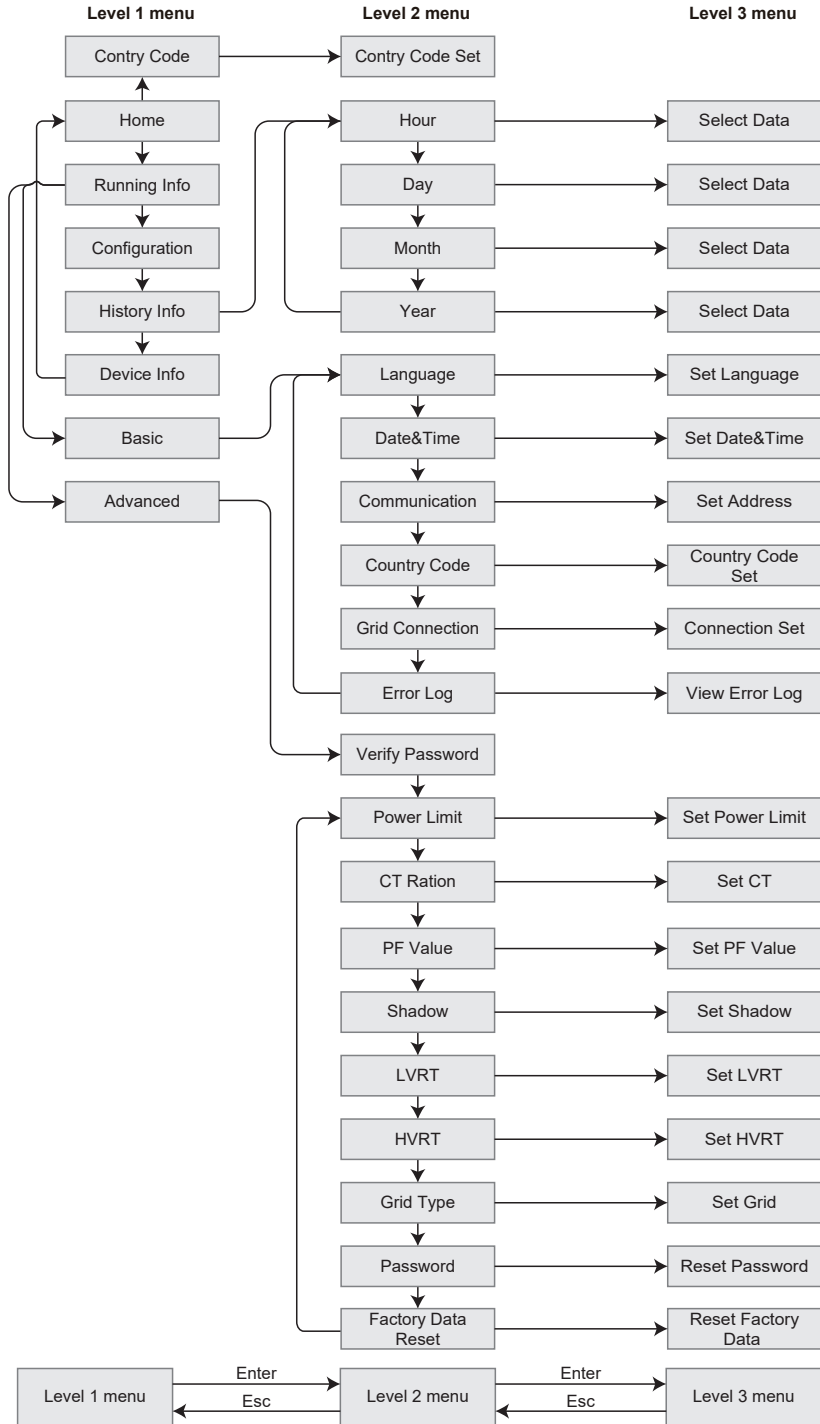 Level 1 menu Level 2 menu Level 3 menu
Contry Code Contry Code Set
Home Hour Select Data
Running Info Day Select Data
Configuration Month Select Data
History Info Year Select Data
Device Info Language Set Language
Basic Date&Time Set Date&Time
Advanced Communication Set Address
Country Code Country Code
Set
Grid Connection Connection Set
Error Log View Error Log
Verify Password
Power Limit Set Power Limit
CT Ration Set CT
PF Value Set PF Value
Shadow Set Shadow
LVRT Set LVRT
HVRT Set HVRT
Grid Type Set Grid
Password Reset Password
Factory Data Reset Factory
Reset Data
Enter Enter
Level 1 menu Level 2 menu Level 3 menu
Esc Esc